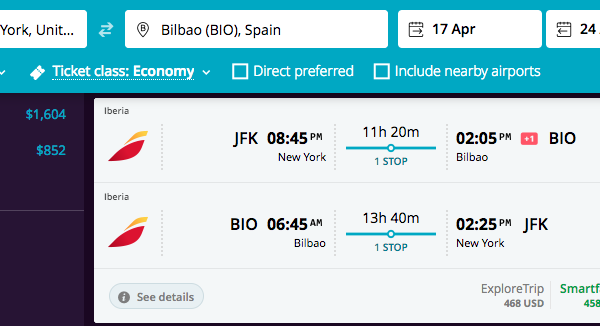 York, Unit...
Bilbao (BIO), Spain
17 Apr
24
Ticket class: Economy
Direct preferred
Include nearby airports
$1,604
$852
Iberia
JFK 08:45 PM
11h 20m
02:05 PM +1 BIO
New York
1 STOP
Bilbao
Iberia
BIO 06:45 AM
13h 40m
02:25 PM JFK
Bilbao
1 STOP
New York
See details
ExploreTrip
468 USD
Smartf
458